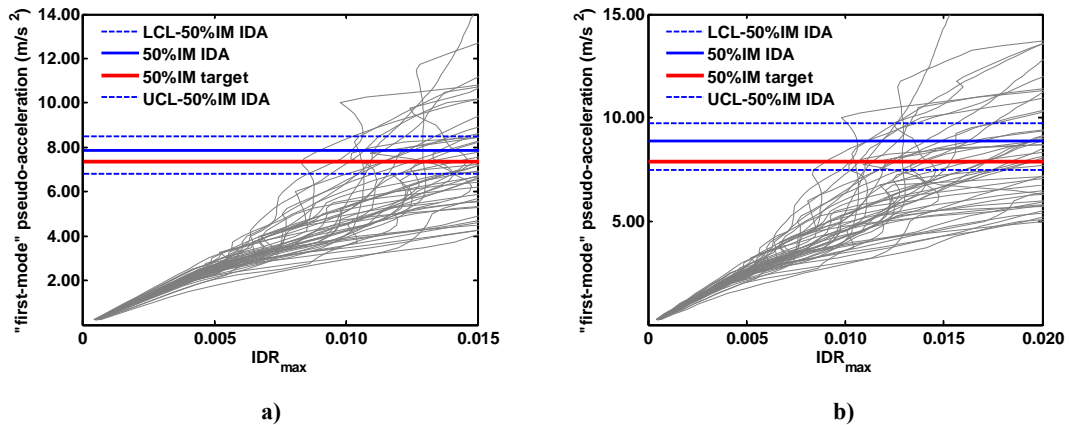 14.00
12.00
10.00
8.00
6.00
4.00
2.00
0
0.005
0.010
0.015
"first-mode" pseudo-acceleration (m/s ²)
IDRmax
LCL-50%IM IDA
50%IM IDA
50%IM target
UCL-50%IM IDA
a)
15.00
10.00
5.00
0
0.005
0.010
0.015
0.020
"first-mode" pseudo-acceleration (m/s ²)
IDRmax
LCL-50%IM IDA
50%IM IDA
50%IM target
UCL-50%IM IDA
b)